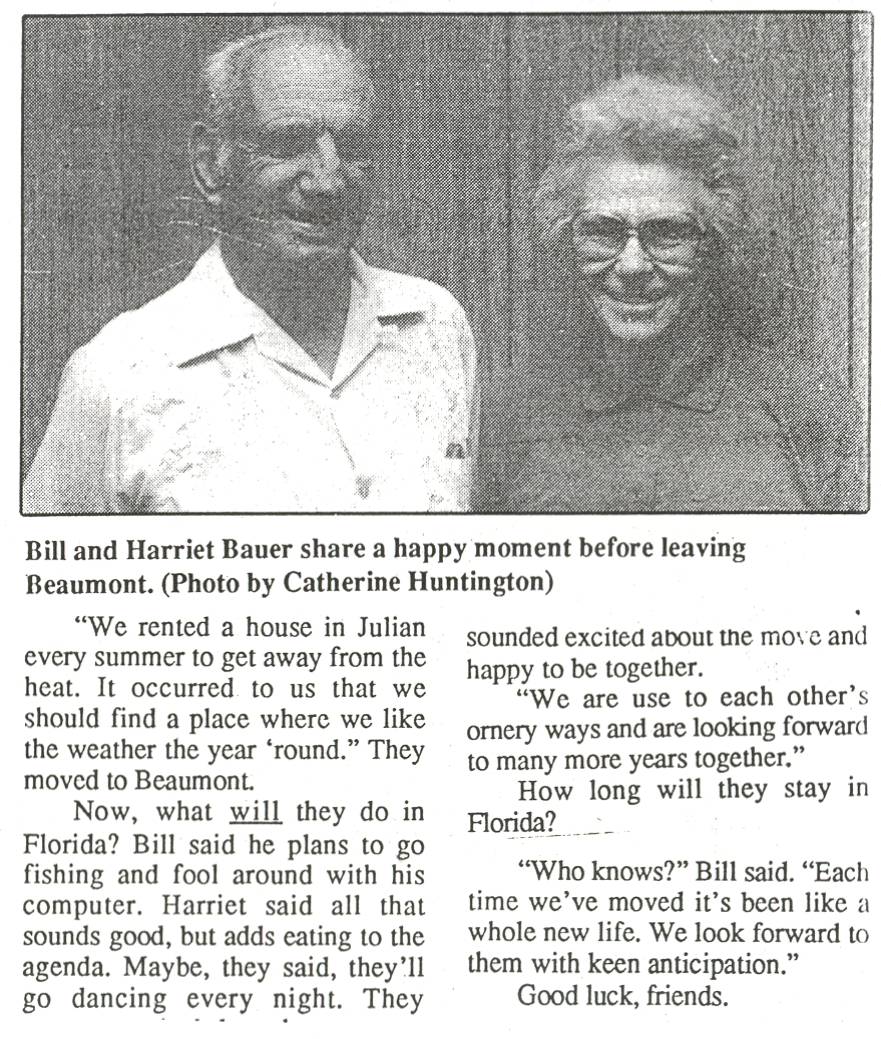 Bill and Harriet Bauer share a happy moment before leaving
Beaumont. (Photo by Catherine Huntington)
“We rented a house in Julian
every summer to get away from the
heat. It occurred to us that we
should find a place where we like
the weather the year ‘round.” They
moved to Beaumont.
Now, what will they do in
Florida? Bill said he plans to go
fishing and fool around with his
computer. Harriet said all that
sounds good, but adds eating to the
agenda. Maybe, they said, they’ll
go dancing every night. They
sounded excited about the move and
happy to be together.
“We are use to each other’s
ornery ways and are looking forward
to many more years together.”
How long will they stay in
Florida?
“Who knows?” Bill said. “Each
time we’ve moved it’s been like a
whole new life. We look forward to
them with keen anticipation.”
Good luck, friends.